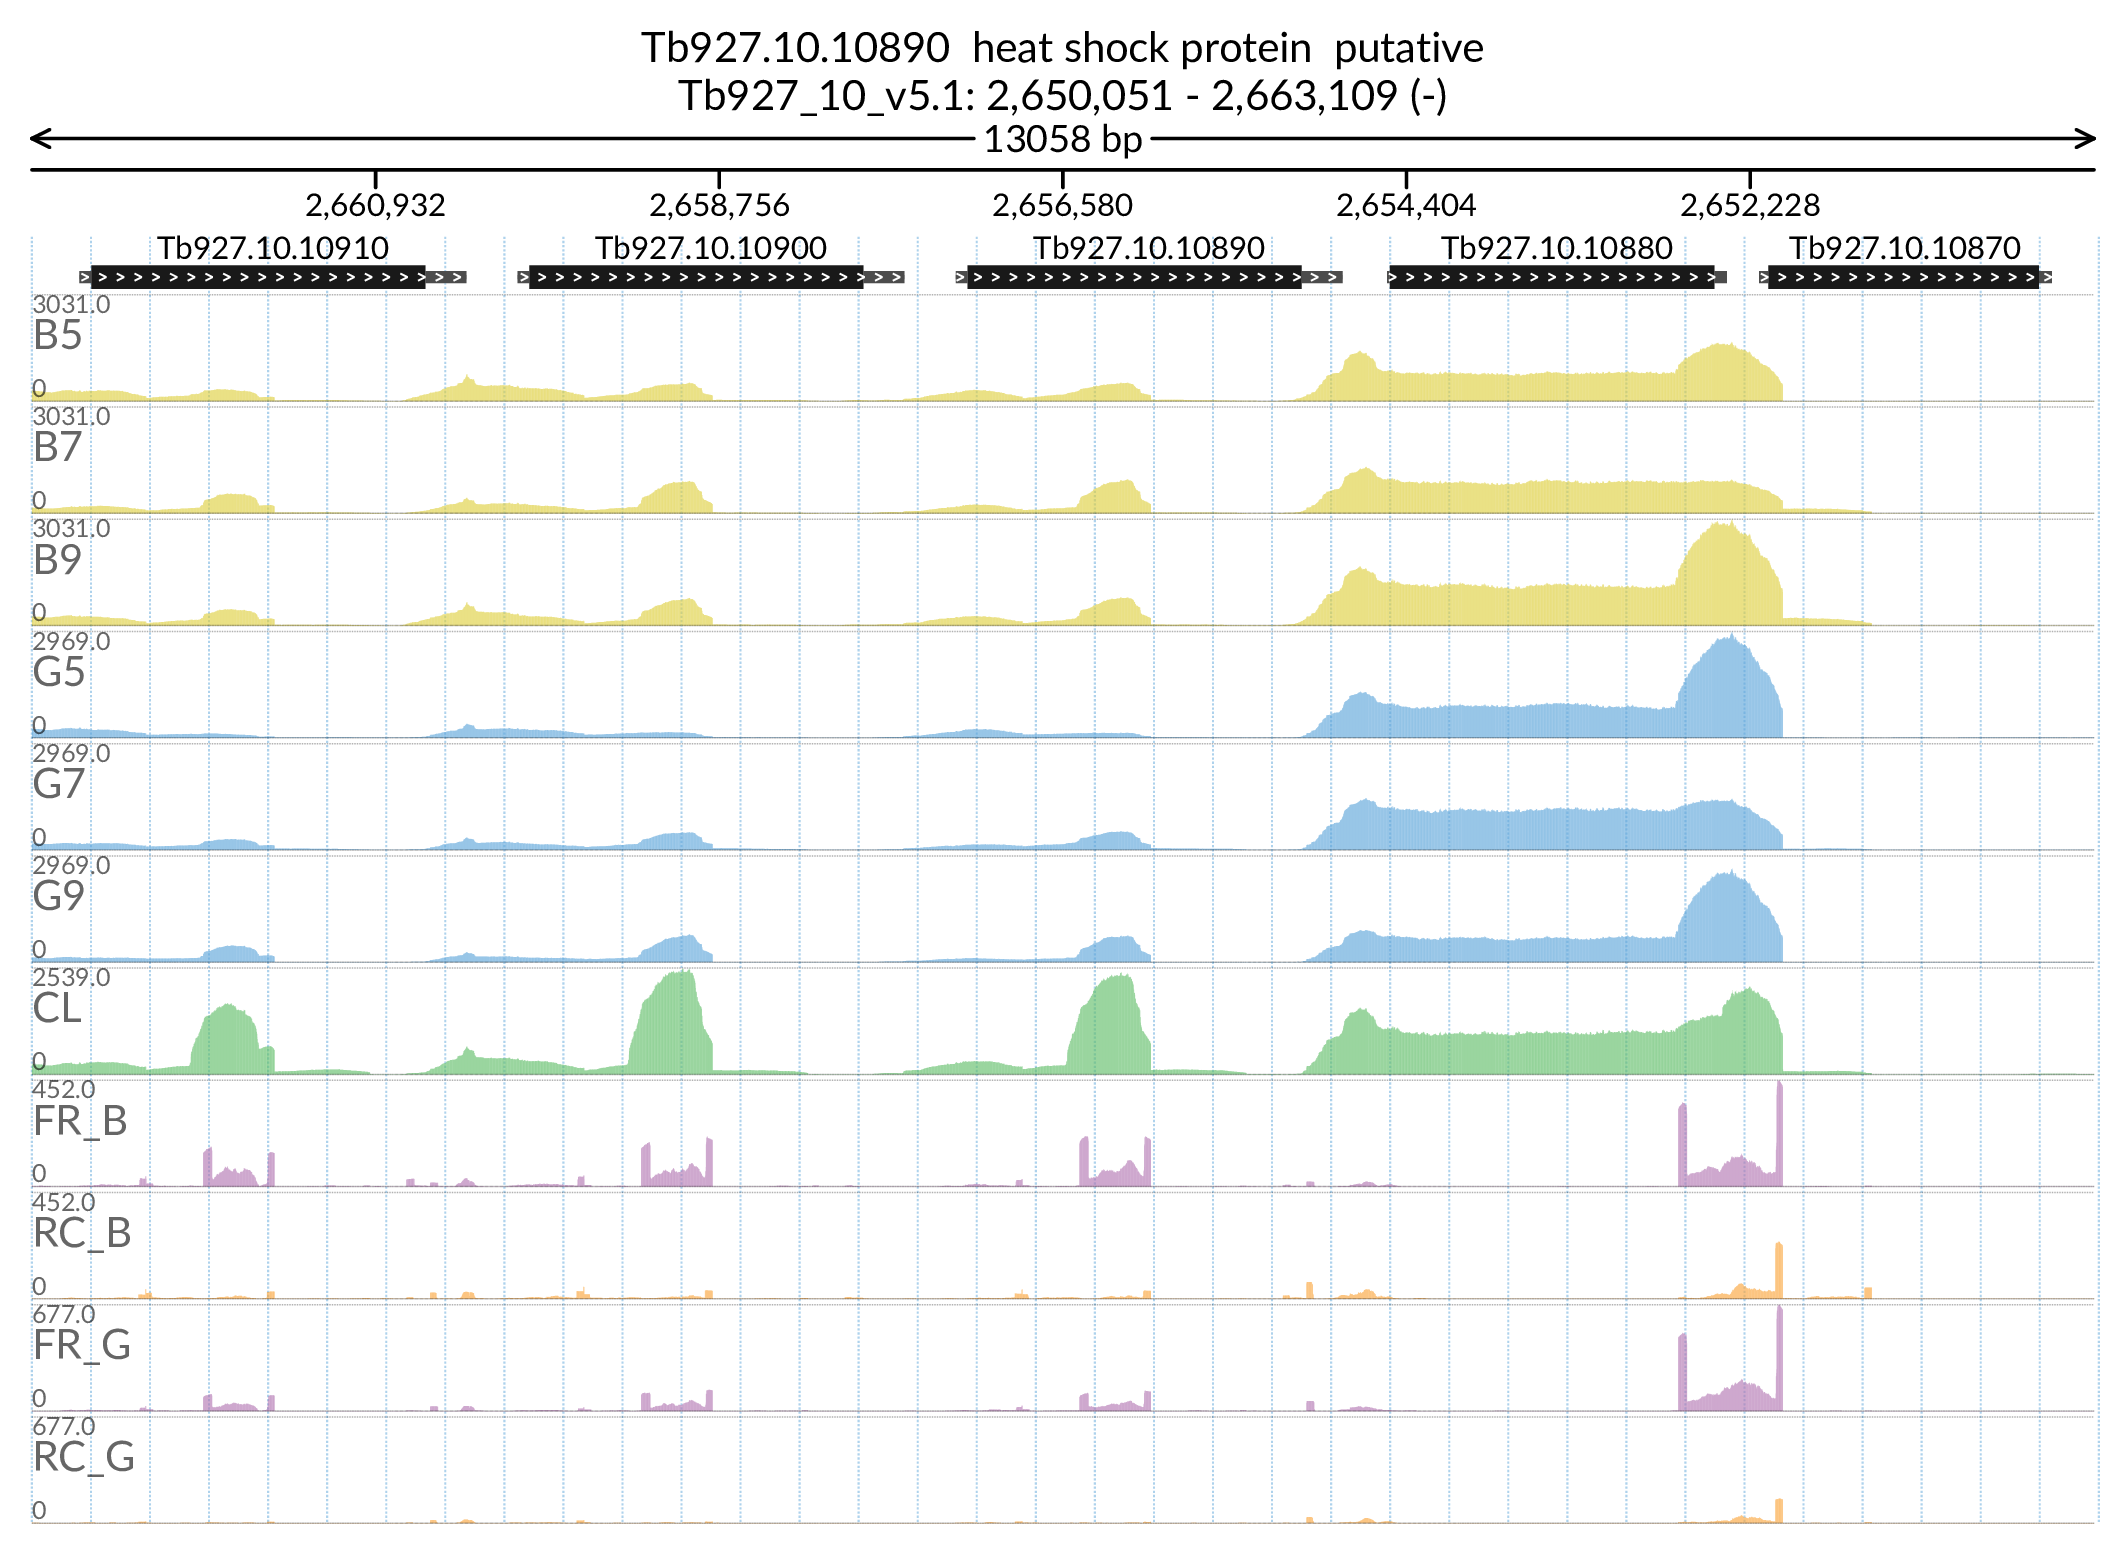 Tb927.10.10890  heat shock protein  putative
Tb927_10_v5.1: 2,650,051 - 2,663,109 (-)
13058 bp
2,660,932 2,658,756 2,656,580 2,654,404 2,652,228
Tb927.10.10910 Tb927.10.10900 Tb927.10.10890 Tb927.10.10880 Tb927.10.10870
3031.0
B5
0
3031.0
B7
0
3031.0
B9
0
2969.0
G5
0
2969.0
G7
0
2969.0
G9
0
2539.0
CL
0
452.0
FR_B
0
452.0
RC_B
0
677.0
FR_G
0
677.0
RC_G
0